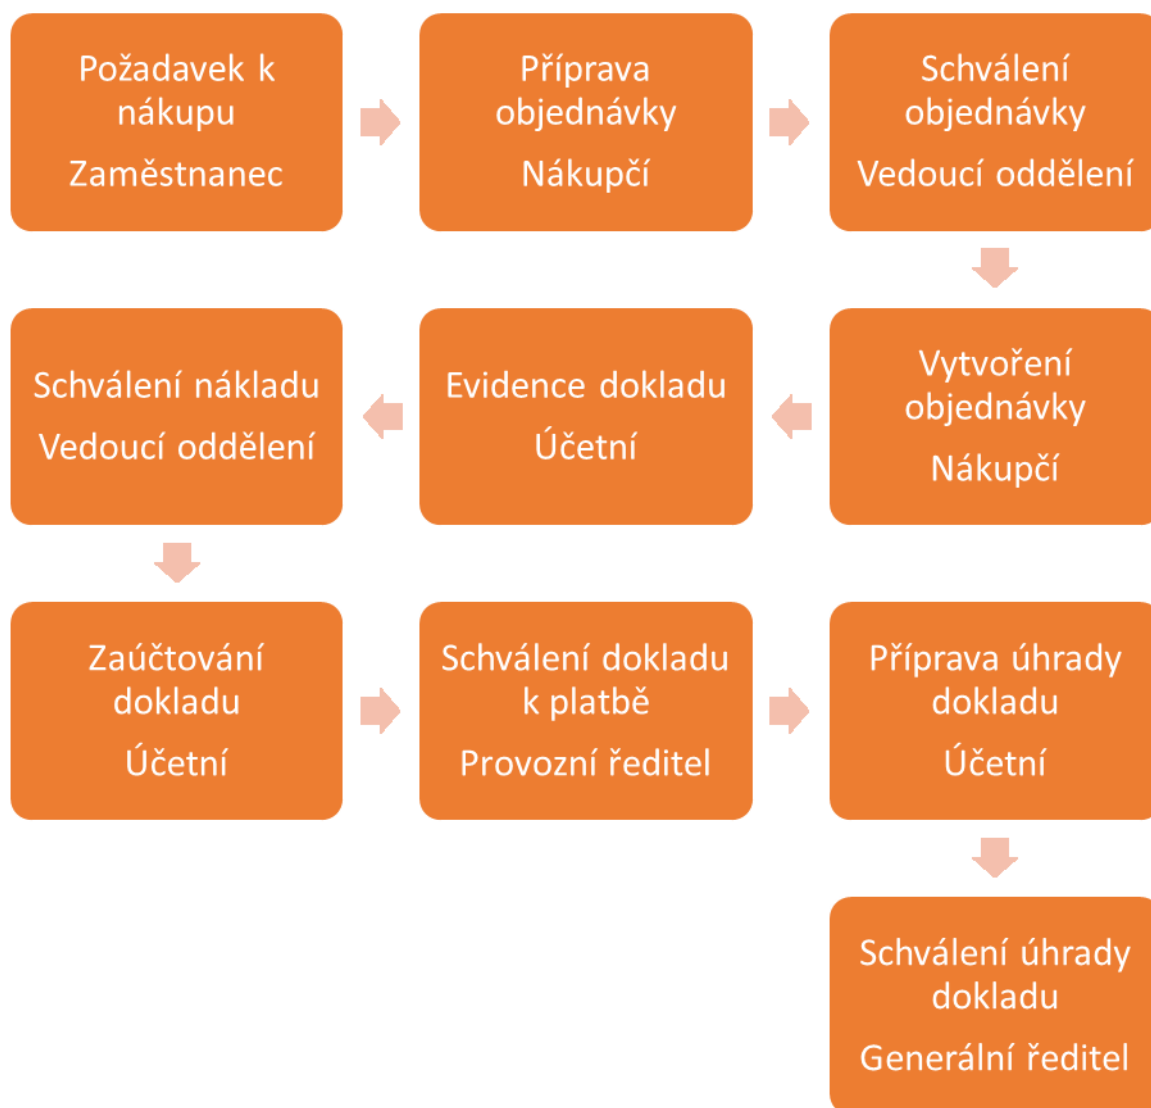 Požadavek k
nákupu
Zaměstnanec
Příprava
objednávky
Nákupčí
Schválení
objednávky
Vedoucí oddělení
Vytvoření
objednávky
Nákupčí
Evidence dokladu
Účetní
Schválení nákladu
Vedoucí oddělení
Zaúčtování
dokladu
Účetní
Schválení dokladu
k platbě
Provozní ředitel
Příprava úhrady
dokladu
Účetní
Schválení úhrady
dokladu
Generální ředitel